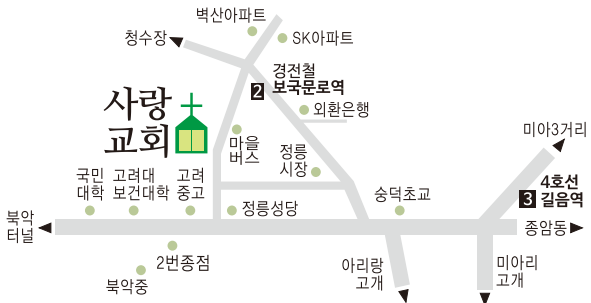 벽산아파트
청수장
SK아파트
경전철
2 보국문로역
사랑
교회
외환은행
마을
버스
정릉
시장
미아3거리
국민
대학
고려대
보건대학
고려
중고
정릉성당
숭덕초교
4호선
3 길음역
북악
터널
종암동
2번종점
북악중
아리랑
고개
미아리
고개